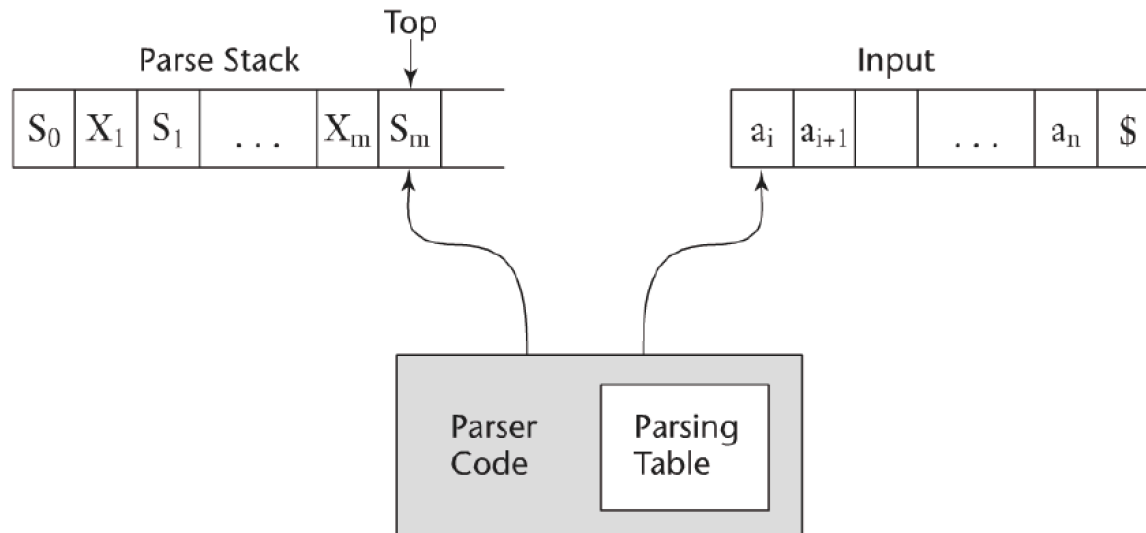 Top
Parse Stack
Input
S₀ X₁ S₁ . . . Xₘ Sₘ
aᵢ aᵢ₊₁ . . . aₙ $
Parser
Code
Parsing
Table